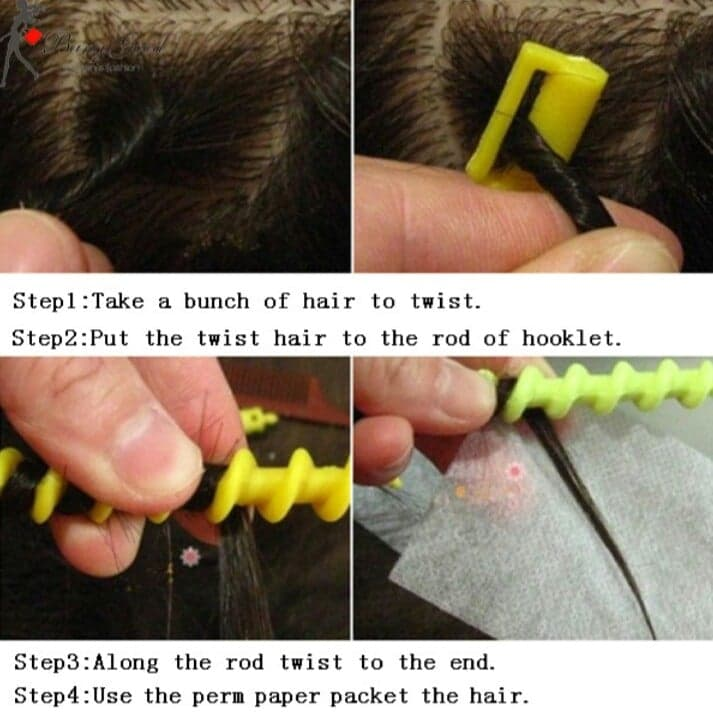 Step1:Take a bunch of hair to twist.
Step2:Put the twist hair to the rod of hooklet.
Step3:Along the rod twist to the end.
Step4:Use the perm paper packet the hair.